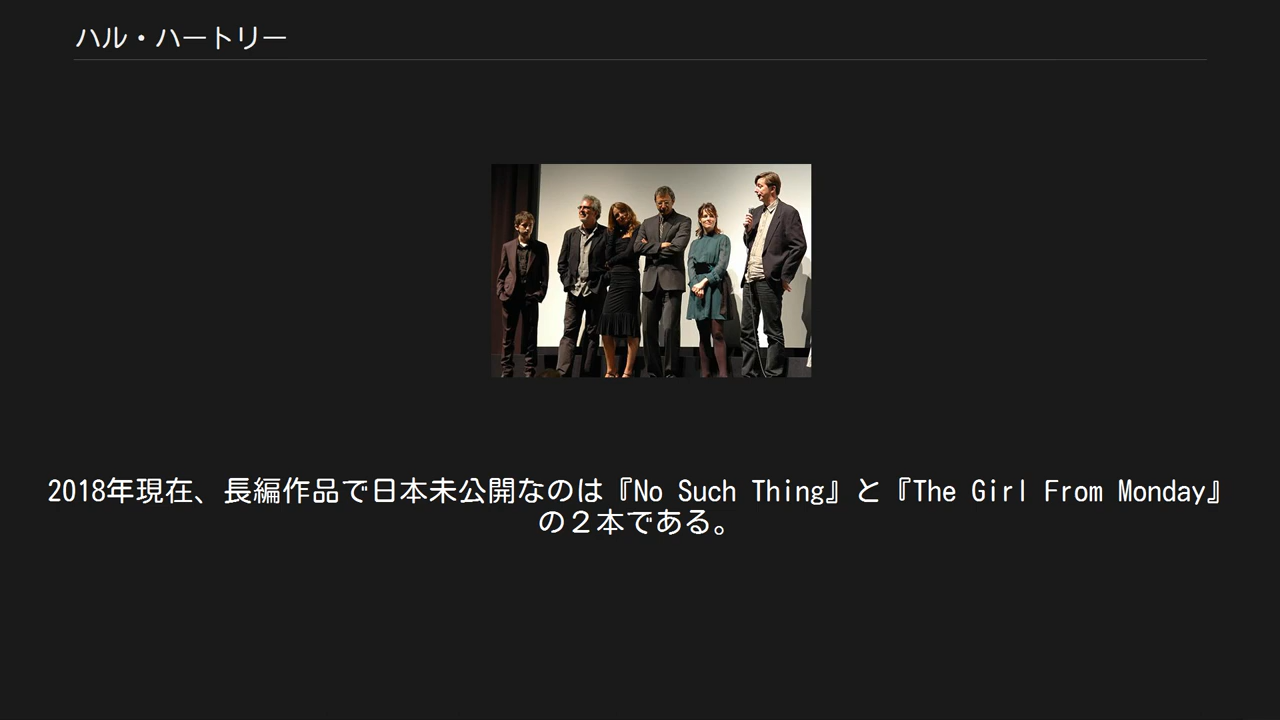 ハル・ハートリー
2018年現在、長編作品で日本未公開なのは『No Such Thing』と『The Girl From Monday』
の２本である。